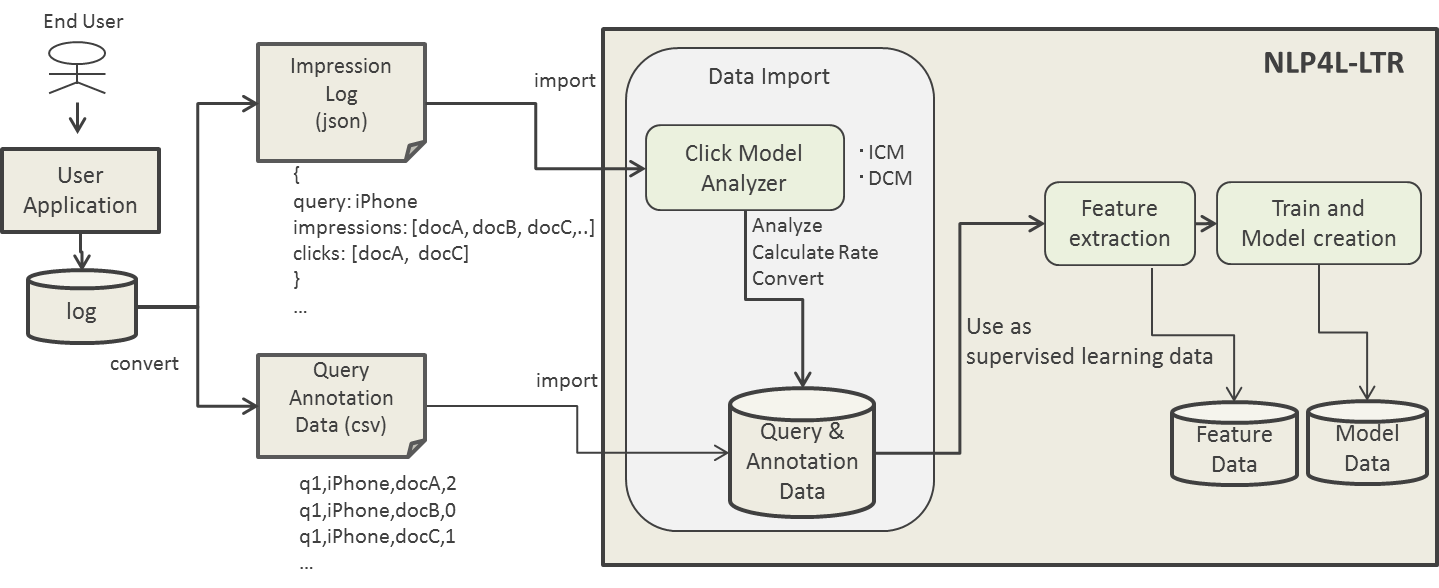 End User
User
Application
log
convert
Impression
Log
(json)
{
query: iPhone
impressions: [docA, docB, docC,..]
clicks: [docA, docC]
}
...
Query
Annotation
Data (csv)
q1,iPhone,docA,2
q1,iPhone,docB,0
q1,iPhone,docC,1
...
import
import
NLP4L-LTR
Data Import
Click Model
Analyzer
・ICM
・DCM
Analyze
Calculate Rate
Convert
Query &
Annotation
Data
Use as
supervised learning data
Feature
extraction
Train and
Model creation
Feature
Data
Model
Data